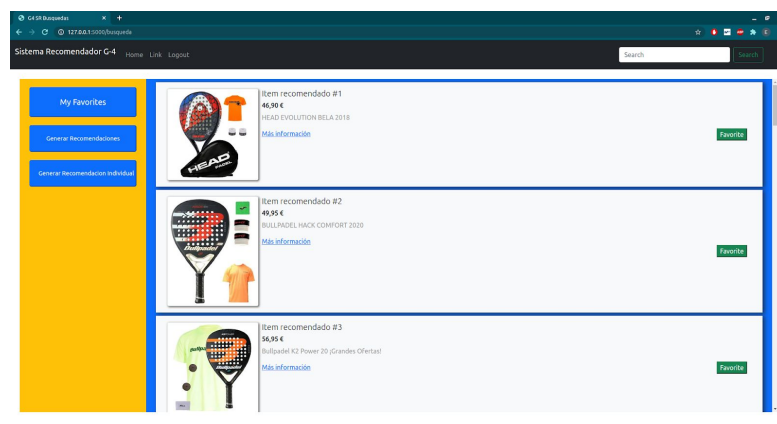 G4 SR Busquedas
127.0.0.1:5000/busqueda
Sistema Recomendador G-4
Home
Link
Logout
Search
Search
My Favorites
Generar Recomendaciones
Generar Recomendacion Individual
Item recomendado #1
46,90 €
HEAD EVOLUTION BELA 2018
Más información
Favorite
HEAD
PADEL
Item recomendado #2
49,95 €
BULLPADEL HACK COMFORT 2020
Más información
Favorite
Bullpadel
Item recomendado #3
56,95 €
Bullpadel K2 Power 20 ¡Grandes Ofertas!
Más información
Favorite